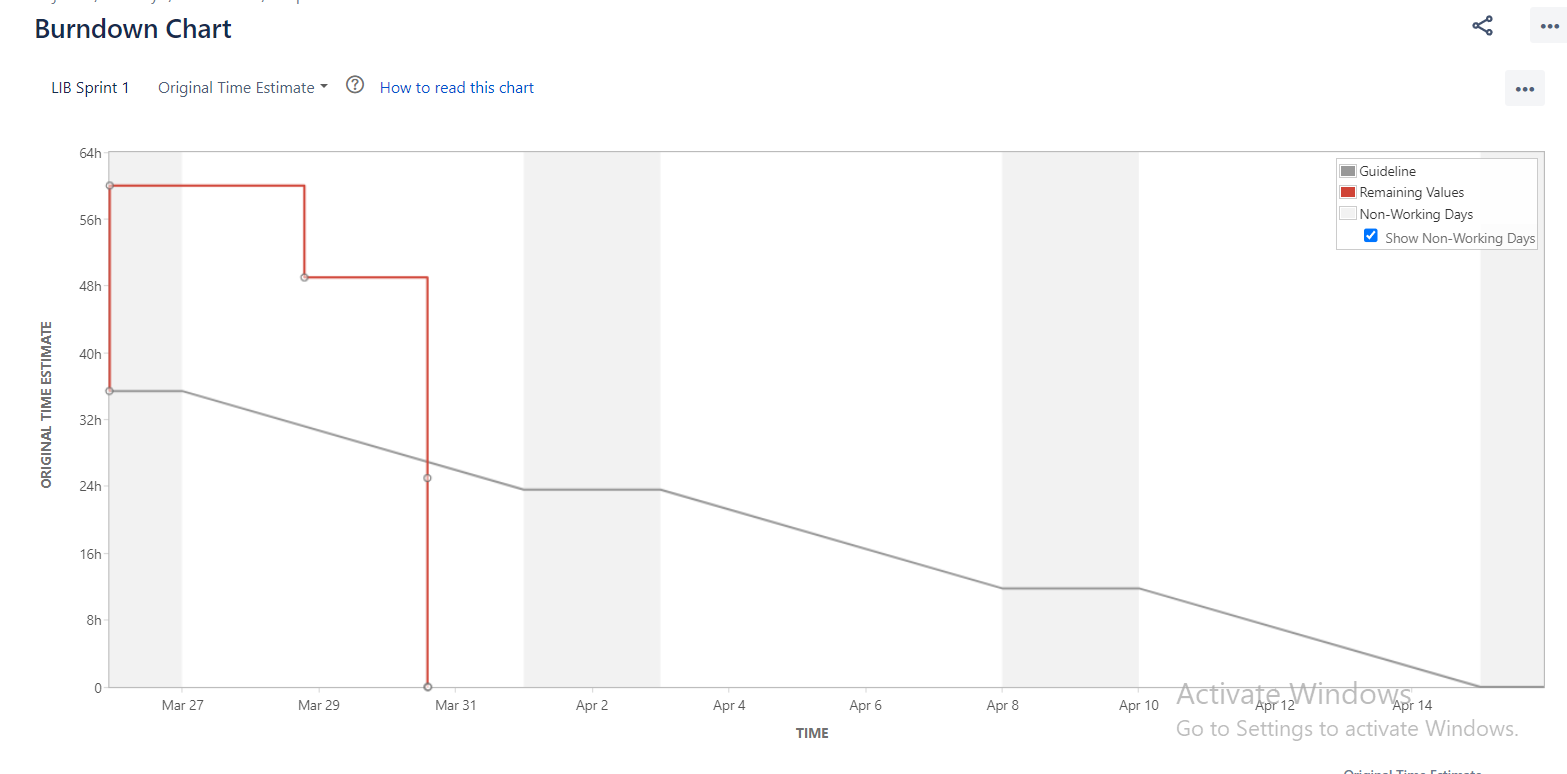 Burndown Chart
LIB Sprint 1 Original Time Estimate How to read this chart
64h
56h
48h
40h
32h
24h
16h
8h
0
ORIGINAL TIME ESTIMATE
Guideline
Remaining Values
Non-Working Days
Show Non-Working Days
Mar 27 Mar 29 Mar 31 Apr 2 Apr 4 Apr 6 Apr 8 Apr 10 Apr 12 Apr 14
TIME
Activate Windows
Go to Settings to activate Windows.
Original Time Estimate